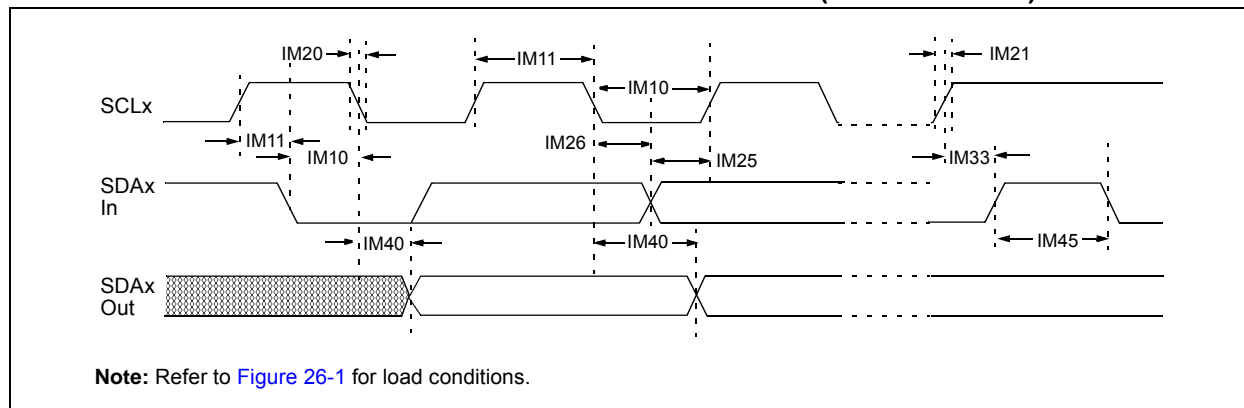 IM20
IM11
IM21
IM10
SCLx
IM11
IM26
IM10
IM25
IM33
SDAx
In
IM40
IM40
IM45
SDAx
Out
Note: Refer to Figure 26-1 for load conditions.